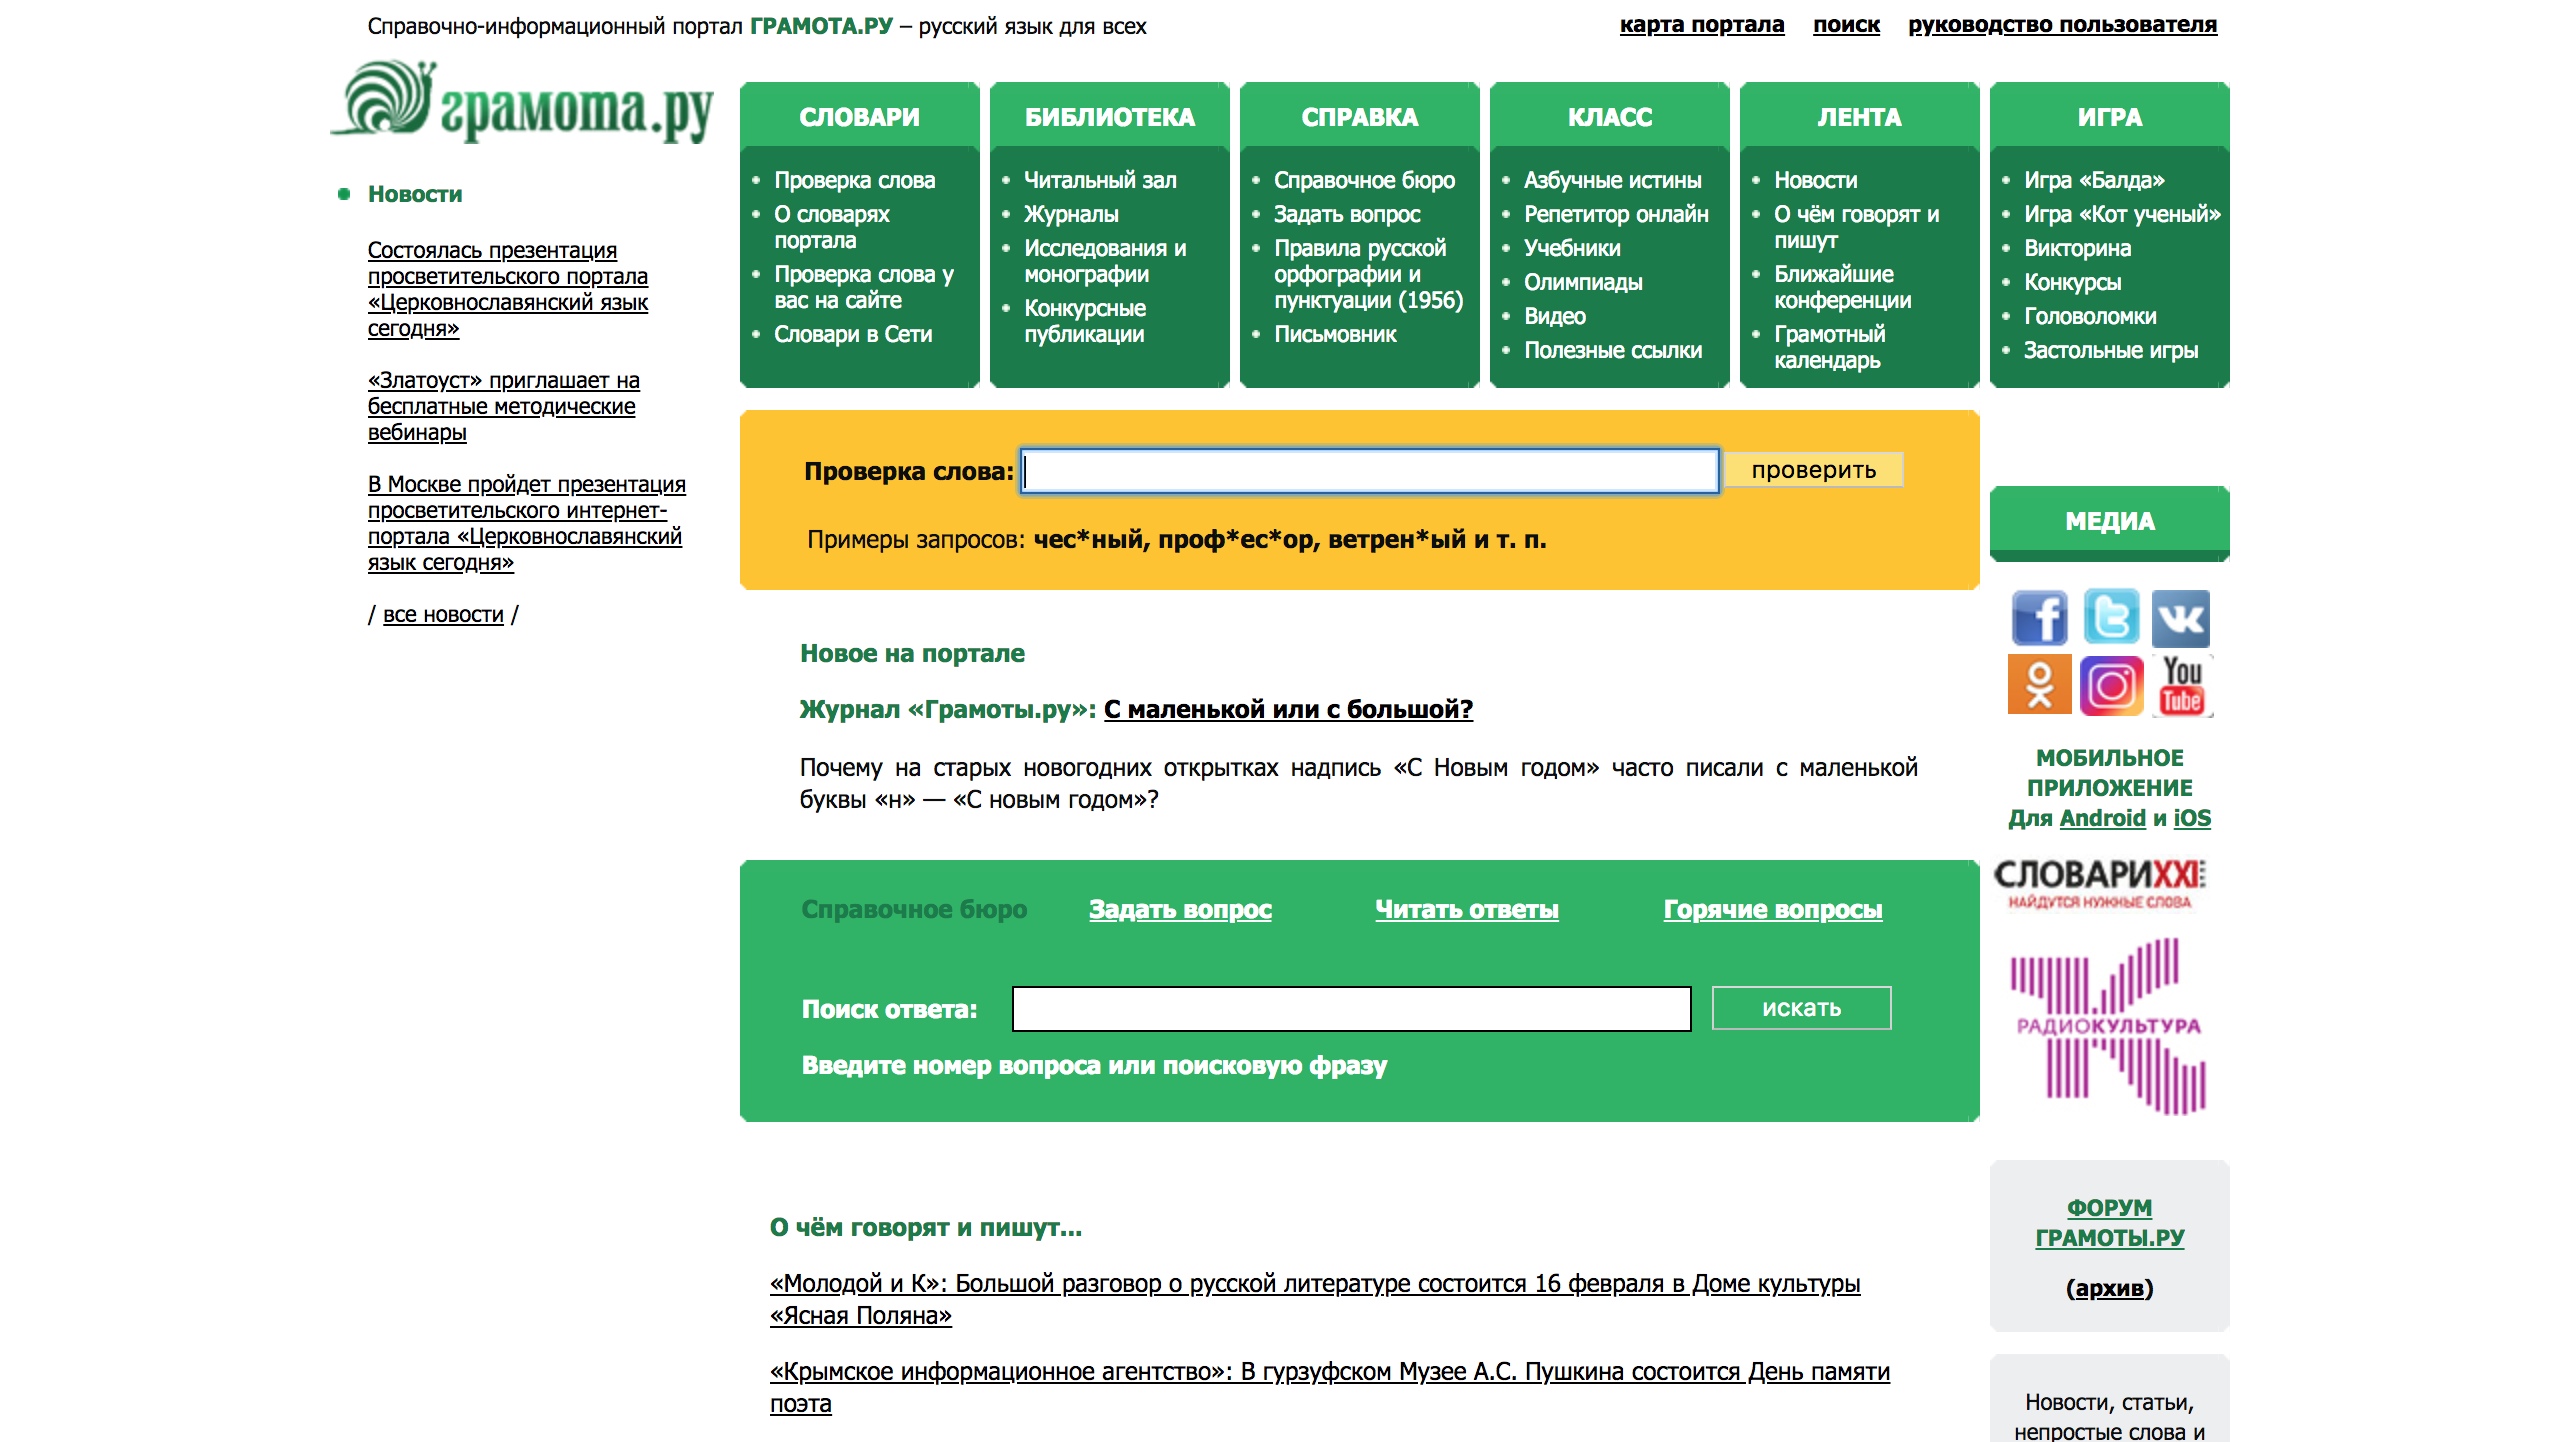 Справочно-информационный портал ГРАМОТА.РУ – русский язык для всех
карта портала поиск руководство пользователя
грамота.ру
Новости
Состоялась презентация
просветительского портала
«Церковнославянский язык
сегодня»
«Златоуст» приглашает на
бесплатные методические
вебинары
В Москве пройдет презентация
просветительского интернет-
портала «Церковнославянский
язык сегодня»
/ все новости /
СЛОВАРИ
Проверка слова
О словарях
портала
Проверка слова у
вас на сайте
Словари в Сети
БИБЛИОТЕКА
Читальный зал
Журналы
Исследования и
монографии
Конкурсные
публикации
СПРАВКА
Справочное бюро
Задать вопрос
Правила русской
орфографии и
пунктуации (1956)
Письмовник
КЛАСС
Азбучные истины
Репетитор онлайн
Учебники
Олимпиады
Видео
Полезные ссылки
ЛЕНТА
Новости
О чём говорят и
пишут
Ближайшие
конференции
Грамотный
календарь
ИГРА
Игра «Балда»
Игра «Кот ученый»
Викторина
Конкурсы
Головоломки
Застольные игры
Проверка слова: проверить
Примеры запросов: чес*ный, проф*ес*ор, ветрен*ый и т. п.
Новое на портале
Журнал «Грамоты.ру»: С маленькой или с большой?
Почему на старых новогодних открытках надпись «С Новым годом» часто писали с маленькой
буквы «н» — «С новым годом»?
Справочное бюро Задать вопрос Читать ответы Горячие вопросы
Поиск ответа: искать
Введите номер вопроса или поисковую фразу
О чём говорят и пишут...
«Молодой и К»: Большой разговор о русской литературе состоится 16 февраля в Доме культуры
«Ясная Поляна»
«Крымское информационное агентство»: В гурзуфском Музее А.С. Пушкина состоится День памяти
поэта
МЕДИА
You
Tube
МОБИЛЬНОЕ
ПРИЛОЖЕНИЕ
Для Android и iOS
СЛОВАРИXXI
НАЙДУТСЯ НУЖНЫЕ СЛОВА
РАДИОКУЛЬТУРА
ФОРУМ
ГРАМОТЫ.РУ
(архив)
Новости, статьи,
непростые слова и